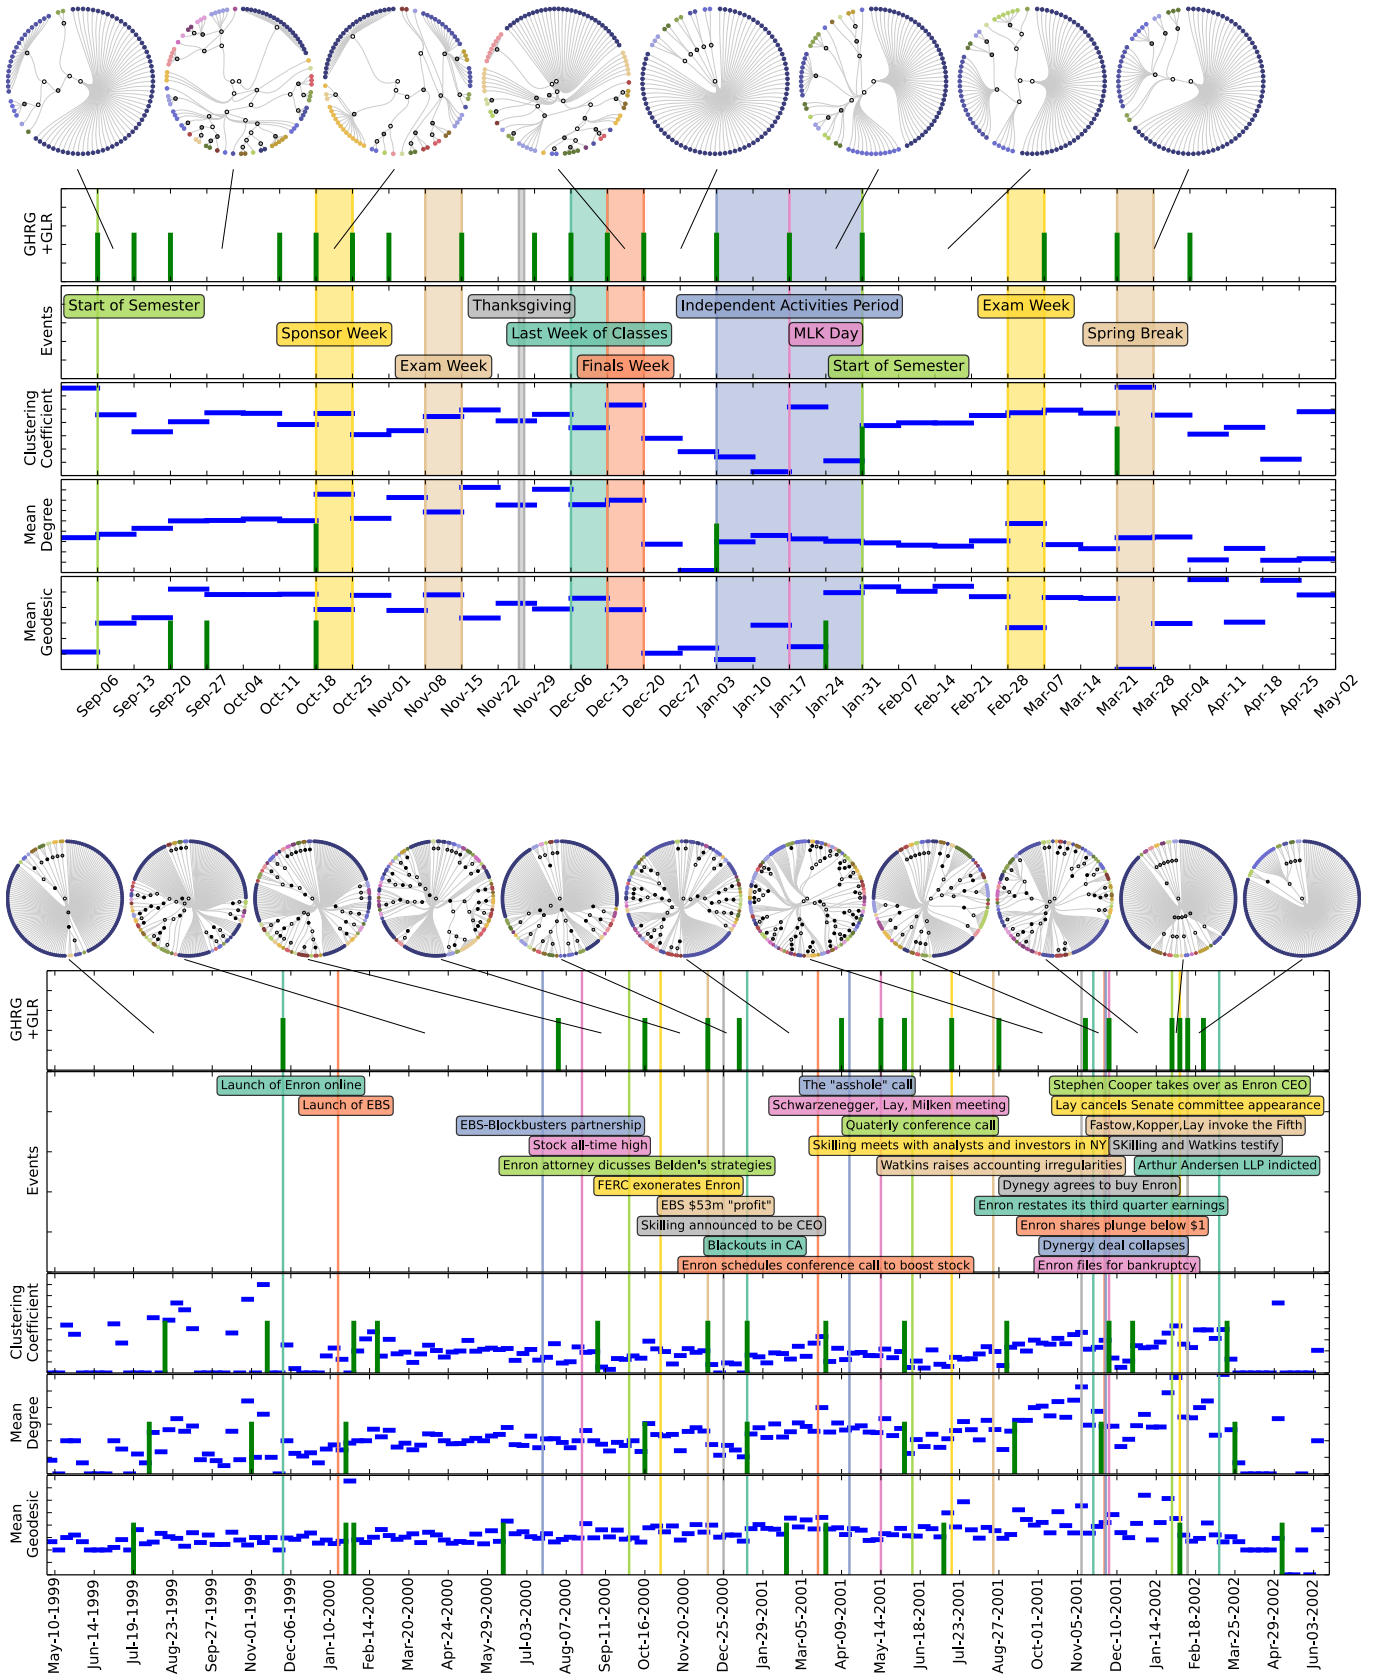 GHRG
+GLR
Events
Start of Semester
Thanksgiving
Independent Activities Period
Exam Week
Sponsor Week
Last Week of Classes
MLK Day
Spring Break
Exam Week
Finals Week
Start of Semester
Clustering
Coefficient
Mean
Degree
Mean
Geodesic
Sep-06
Sep-13
Sep-20
Sep-27
Oct-04
Oct-11
Oct-18
Oct-25
Nov-01
Nov-08
Nov-15
Nov-22
Nov-29
Dec-06
Dec-13
Dec-20
Dec-27
Jan-03
Jan-10
Jan-17
Jan-24
Jan-31
Feb-07
Feb-14
Feb-21
Feb-28
Mar-07
Mar-14
Mar-21
Mar-28
Apr-04
Apr-11
Apr-18
Apr-25
May-02
GHRG
+GLR
Events
Launch of Enron online
The "asshole" call
Stephen Cooper takes over as Enron CEO
Launch of EBS
Schwarzenegger, Lay, Milken meeting
Lay cancels Senate committee appearance
EBS-Blockbusters partnership
Quaterly conference call
Fastow,Kopper,Lay invoke the Fifth
Stock all-time high
Skilling meets with analysts and investors in NY
SKilling and Watkins testify
Enron attorney dicusses Belden's strategies
Watkins raises accounting irregularities
Arthur Andersen LLP indicted
FERC exonerates Enron
Dynegy agrees to buy Enron
EBS $53m "profit"
Enron restates its third quarter earnings
Skilling announced to be CEO
Enron shares plunge below $1
Blackouts in CA
Dynergy deal collapses
Enron schedules conference call to boost stock
Enron files for bankruptcy
Clustering
Coefficient
Mean
Degree
Mean
Geodesic
May-10-1999
Jun-14-1999
Jul-19-1999
Aug-23-1999
Sep-27-1999
Nov-01-1999
Dec-06-1999
Jan-10-2000
Feb-14-2000
Mar-20-2000
Apr-24-2000
May-29-2000
Jul-03-2000
Aug-07-2000
Sep-11-2000
Oct-16-2000
Nov-20-2000
Dec-25-2000
Jan-29-2001
Mar-05-2001
Apr-09-2001
May-14-2001
Jun-18-2001
Jul-23-2001
Aug-27-2001
Oct-01-2001
Nov-05-2001
Dec-10-2001
Jan-14-2002
Feb-18-2002
Mar-25-2002
Apr-29-2002
Jun-03-2002